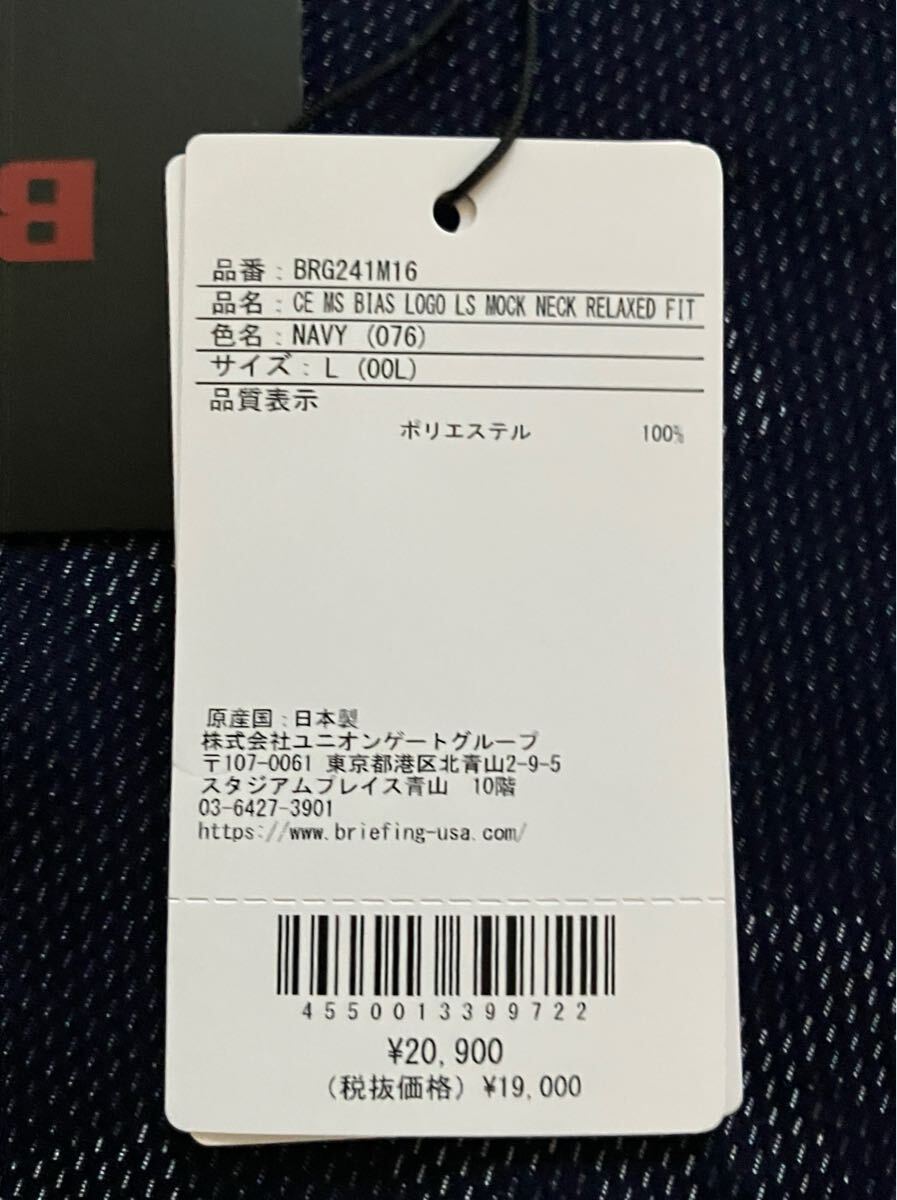 B
品番:BRG241M16
品名:CE MS BIAS LOGO LS MOCK NECK RELAXED FIT
色名:NAVY (076)
サイズ:L (00L)
品質表示
ポリエステル 100%
原産国:日本製
株式会社ユニオンゲートグループ
〒107-0061 東京都港区北青山2-9-5
スタジアムプレイス青山 10階
03-6427-3901
https://www.briefing-usa.com/
4550013399722
¥20,900
(税抜価格) ¥19,000